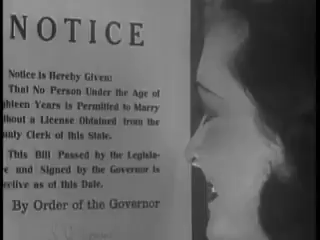 NOTICE
Notice is Hereby Given:
That No Person Under the Age of
ghteen Years is Permitted to Marry
thout a License Obtained from the
unty Clerk of this State.
This Bill Passed by the Legisla-
e and Signed by the Governor is
ective as of this Date.
By Order of the Governor